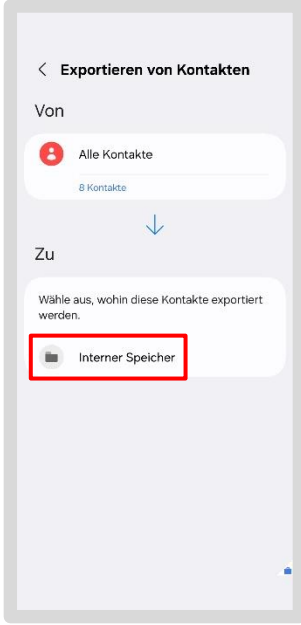 Exportieren von Kontakten
Von
Alle Kontakte
8 Kontakte
Zu
Wähle aus, wohin diese Kontakte exportiert
werden.
Interner Speicher